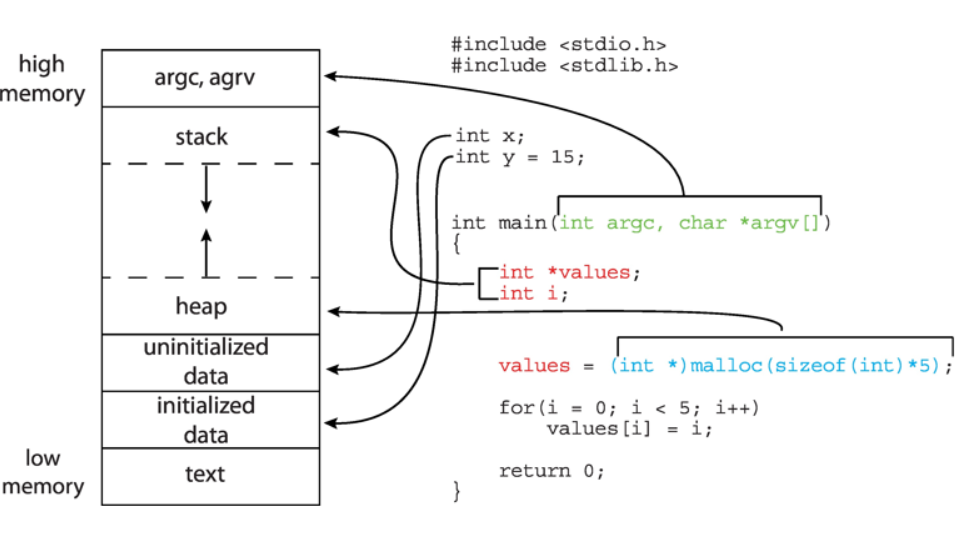 high
memory
argc, agrv
stack
heap
uninitialized
data
initialized
data
low
memory
text
#include <stdio.h>
#include <stdlib.h>
int x;
int y = 15;
int main(int argc, char *argv[])
{
int *values;
int i;
values = (int *)malloc(sizeof(int)*5);
for(i = 0; i < 5; i++)
values[i] = i;
return 0;
}